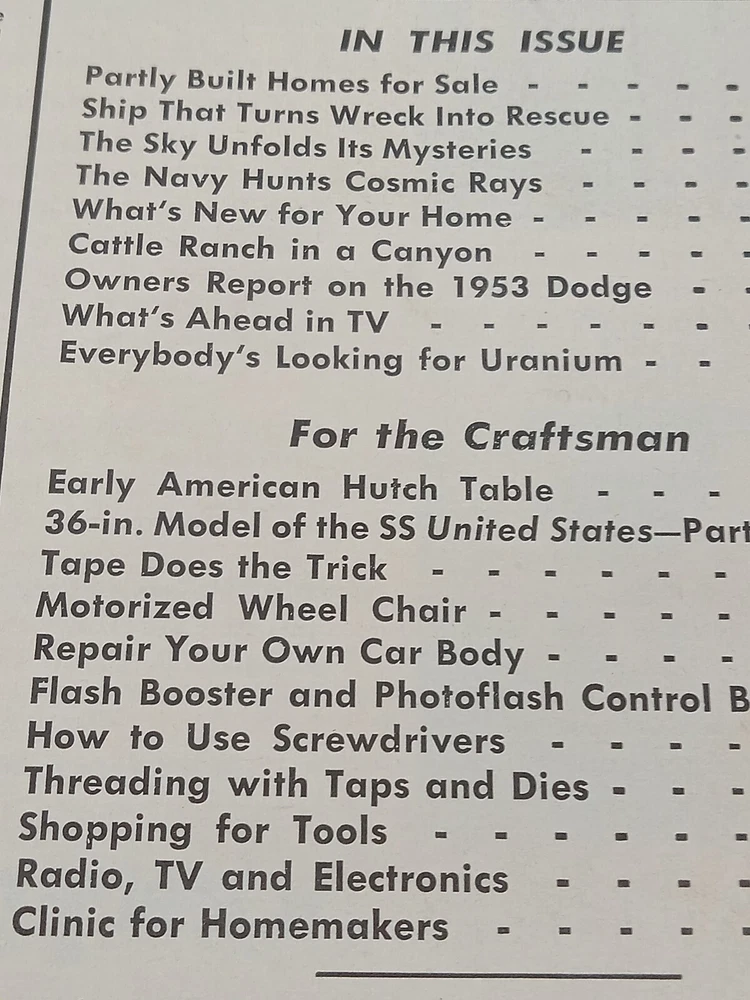 IN THIS ISSUE
Partly Built Homes for Sale - - - - -
Ship That Turns Wreck Into Rescue - - -
The Sky Unfolds Its Mysteries - - - -
The Navy Hunts Cosmic Rays - - - -
What's New for Your Home - - - - -
Cattle Ranch in a Canyon - - - - -
Owners Report on the 1953 Dodge - -
What's Ahead in TV - - - - - - -
Everybody's Looking for Uranium - -
For the Craftsman
Early American Hutch Table - - -
36-in. Model of the SS United States—Part
Tape Does the Trick - - - - - -
Motorized Wheel Chair - - - - -
Repair Your Own Car Body - - - -
Flash Booster and Photoflash Control B
How to Use Screwdrivers - - - -
Threading with Taps and Dies - - -
Shopping for Tools - - - - - -
Radio, TV and Electronics - - - -
Clinic for Homemakers - - - - -